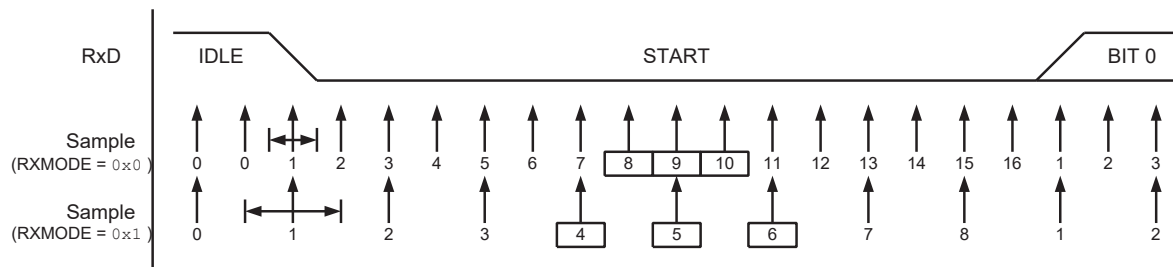 RxD IDLE START BIT 0
Sample
(RXMODE = 0x0 ) 0 0 1 2 3 4 5 6 7 8 9 10 11 12 13 14 15 16 1 2 3
Sample
(RXMODE = 0x1 ) 0 1 2 3 4 5 6 7 8 1 2